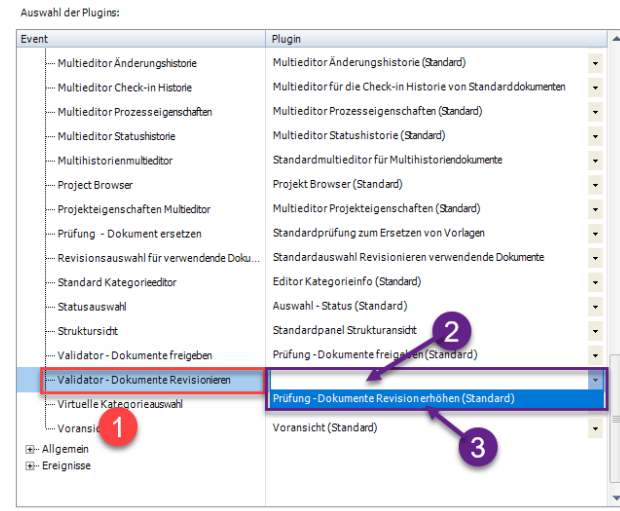 Auswahl der Plugins:
Event Plugin
Multieditor Änderungshistorie Multieditor Änderungshistorie (Standard)
Multieditor Check-in Historie Multieditor für die Check-in Historie von Standarddokumenten
Multieditor Prozesseigenschaften Multieditor Prozesseigenschaften (Standard)
Multieditor Statushistorie Multieditor Statushistorie (Standard)
Multihistorienmultieditor Standardmultieditor für Multihistoriendokumente
Project Browser Projekt Browser (Standard)
Projekteigenschaften Multieditor Multieditor Projekteigenschaften (Standard)
Prüfung - Dokument ersetzen Standardprüfung zum Ersetzen von Vorlagen
Revisionsauswahl für verwendende Doku... Standardauswahl Revisionieren verwendende Dokumente
Standard Kategorieeditor Editor Kategorieinfo (Standard)
Statusauswahl Auswahl - Status (Standard)
Struktursicht Standardpanel Strukturansicht
2
Validator - Dokumente freigeben Prüfung - Dokumente freigeben (Standard)
Validator - Dokumente Revisionieren
Virtuelle Kategorieauswahl Prüfung - Dokumente Revision erhöhen (Standard)
1
Voransicht (Standard)
3
Allgemein
Ereignisse